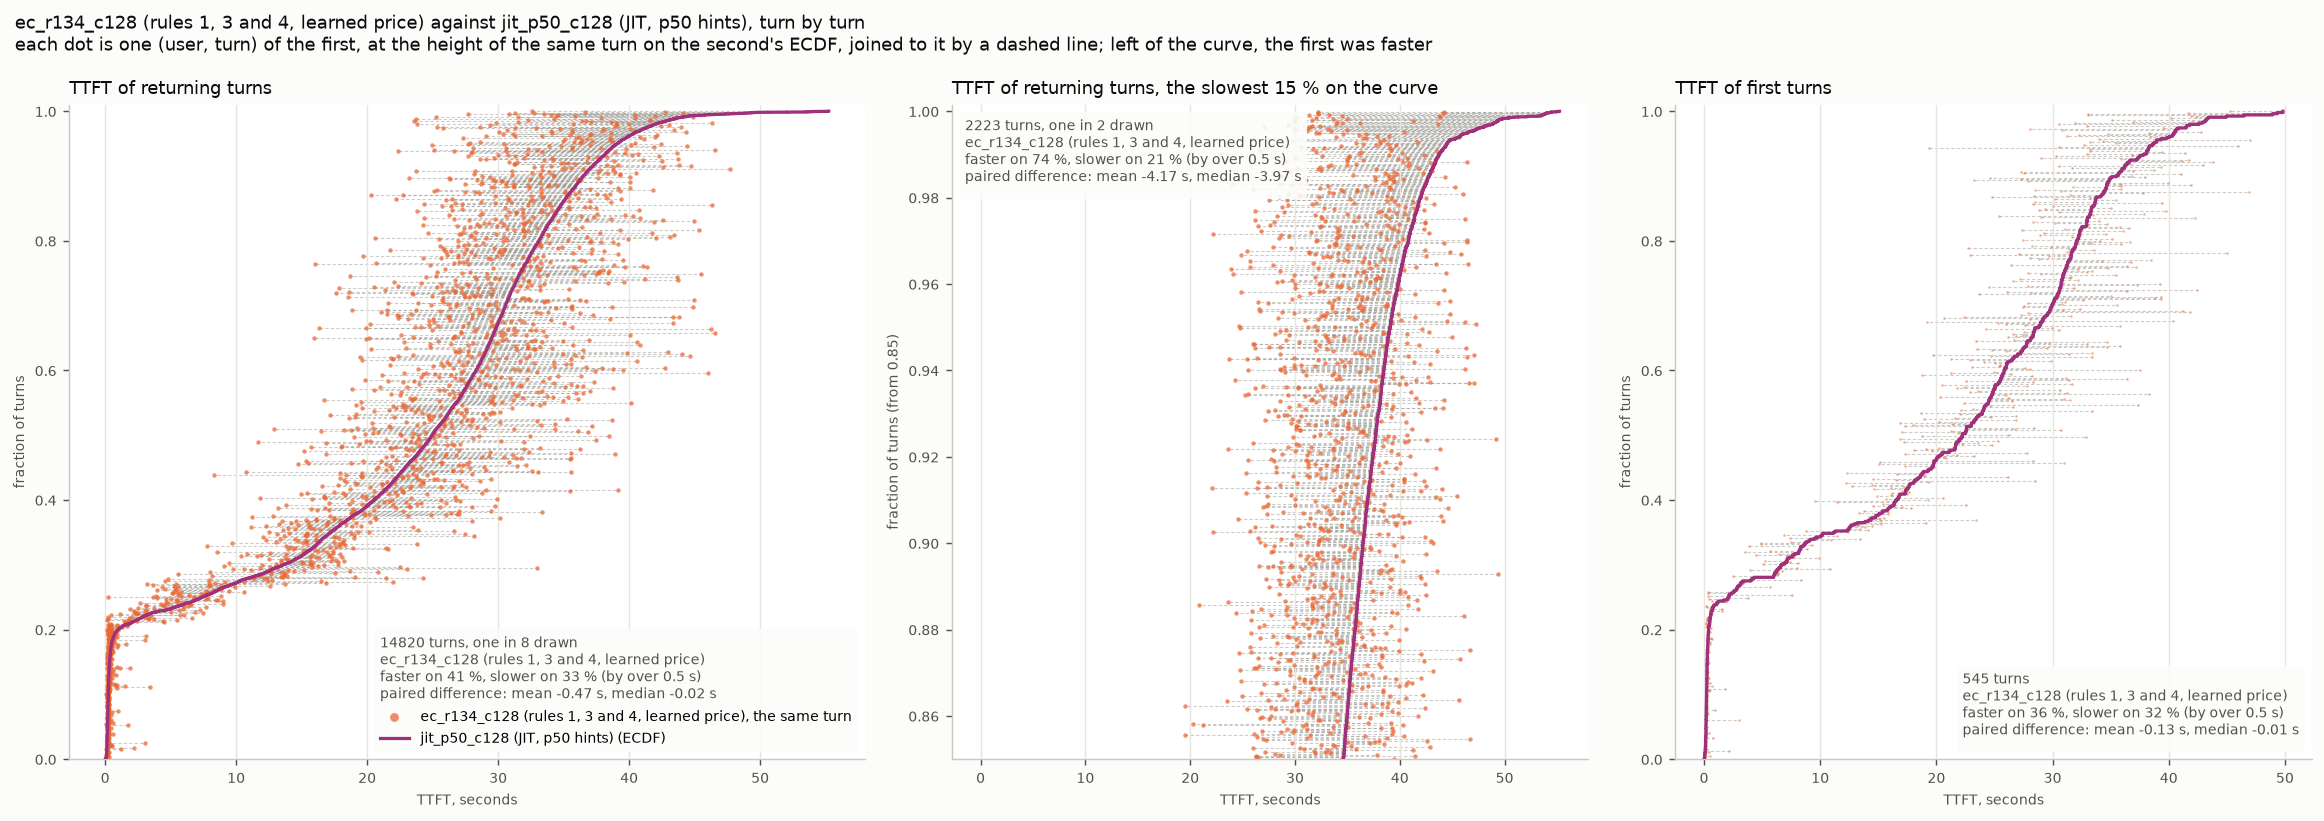 ec_r134_c128 (rules 1, 3 and 4, learned price) against jit_p50_c128 (JIT, p50 hints), turn by turn
each dot is one (user, turn) of the first, at the height of the same turn on the second's ECDF, joined to it by a dashed line; left of the curve, the first was faster
TTFT of returning turns
fraction of turns
1.0
0.8
0.6
0.4
0.2
0.0
14820 turns, one in 8 drawn
ec_r134_c128 (rules 1, 3 and 4, learned price)
faster on 41 %, slower on 33 % (by over 0.5 s)
paired difference: mean -0.47 s, median -0.02 s
ec_r134_c128 (rules 1, 3 and 4, learned price), the same turn
jit_p50_c128 (JIT, p50 hints) (ECDF)
0 10 20 30 40 50
TTFT, seconds
TTFT of returning turns, the slowest 15 % on the curve
fraction of turns (from 0.85)
1.00
0.98
0.96
0.94
0.92
0.90
0.88
0.86
2223 turns, one in 2 drawn
ec_r134_c128 (rules 1, 3 and 4, learned price)
faster on 74 %, slower on 21 % (by over 0.5 s)
paired difference: mean -4.17 s, median -3.97 s
0 10 20 30 40 50
TTFT, seconds
TTFT of first turns
fraction of turns
1.0
0.8
0.6
0.4
0.2
0.0
545 turns
ec_r134_c128 (rules 1, 3 and 4, learned price)
faster on 36 %, slower on 32 % (by over 0.5 s)
paired difference: mean -0.13 s, median -0.01 s
0 10 20 30 40 50
TTFT, seconds